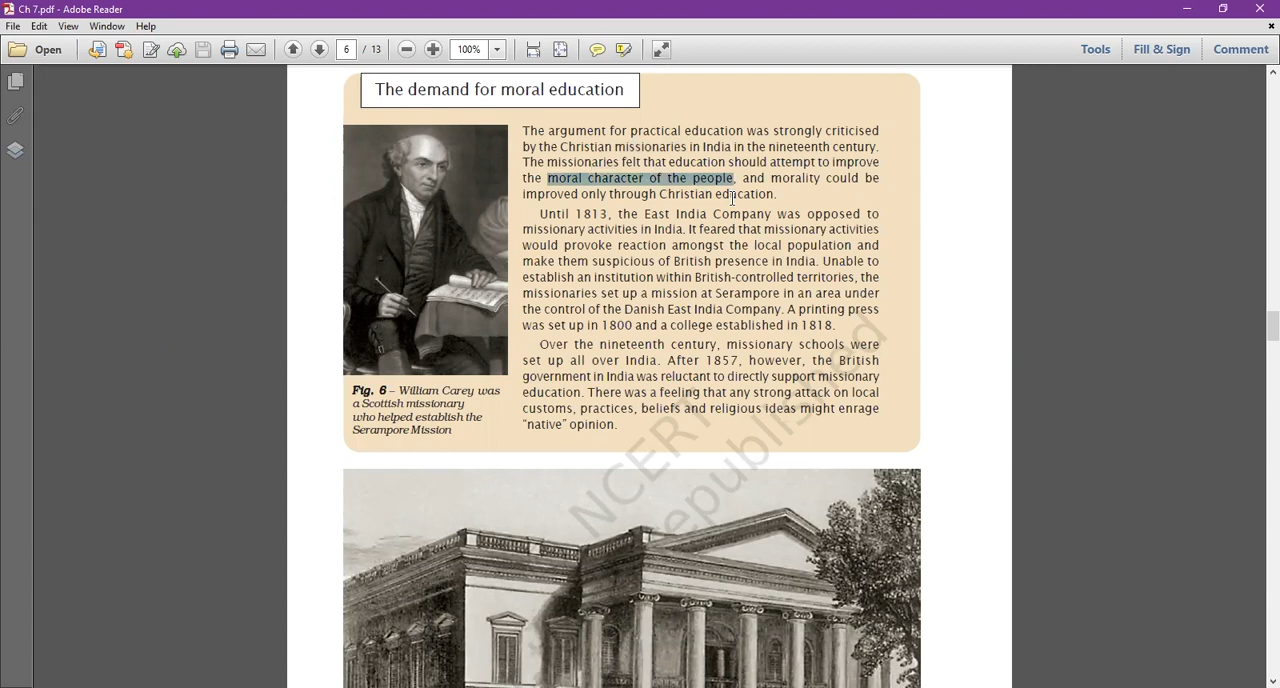 Ch 7.pdf - Adobe Reader
File Edit View Window Help
Open 6 / 13 100% Tools Fill & Sign Comment
The demand for moral education
The argument for practical education was strongly criticised
by the Christian missionaries in India in the nineteenth century.
The missionaries felt that education should attempt to improve
the moral character of the people, and morality could be
improved only through Christian education.
Until 1813, the East India Company was opposed to
missionary activities in India. It feared that missionary activities
would provoke reaction amongst the local population and
make them suspicious of British presence in India. Unable to
establish an institution within British-controlled territories, the
missionaries set up a mission at Serampore in an area under
the control of the Danish East India Company. A printing press
was set up in 1800 and a college established in 1818.
Over the nineteenth century, missionary schools were
set up all over India. After 1857, however, the British
government in India was reluctant to directly support missionary
education. There was a feeling that any strong attack on local
customs, practices, beliefs and religious ideas might enrage
“native” opinion.
Fig. 6 – William Carey was
a Scottish missionary
who helped establish the
Serampore Mission
NCERT
republished